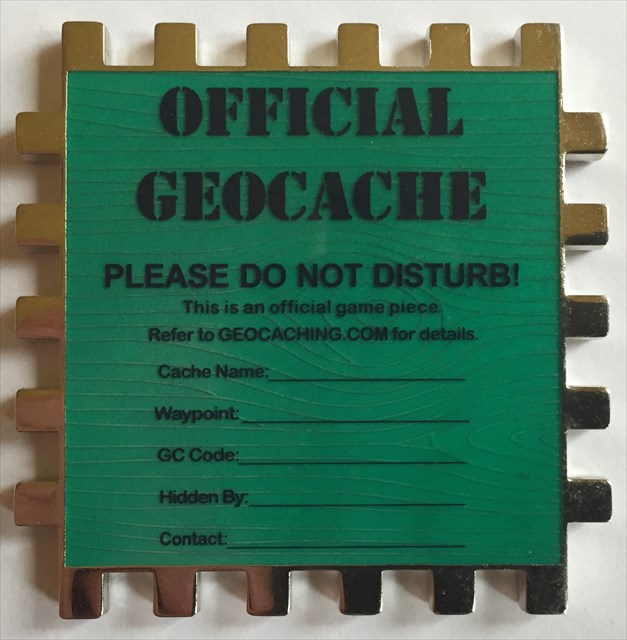 OFFICIAL
GEOCACHE
PLEASE DO NOT DISTURB!
This is an official game piece.
Refer to GEOCACHING.COM for details.
Cache Name:
Waypoint:
GC Code:
Hidden By:
Contact: